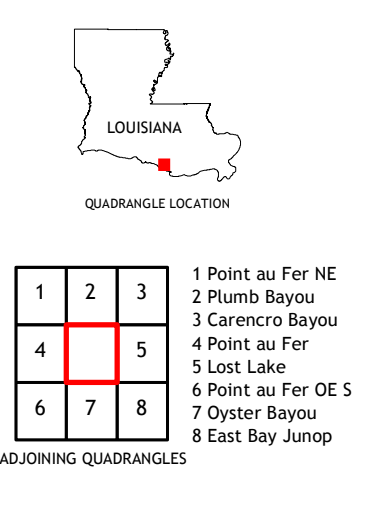 LOUISIANA
QUADRANGLE LOCATION
1 2 3
4 5
6 7 8
1 Point au Fer NE
2 Plumb Bayou
3 Carencro Bayou
4 Point au Fer
5 Lost Lake
6 Point au Fer OE S
7 Oyster Bayou
8 East Bay Junop
ADJOINING QUADRANGLES